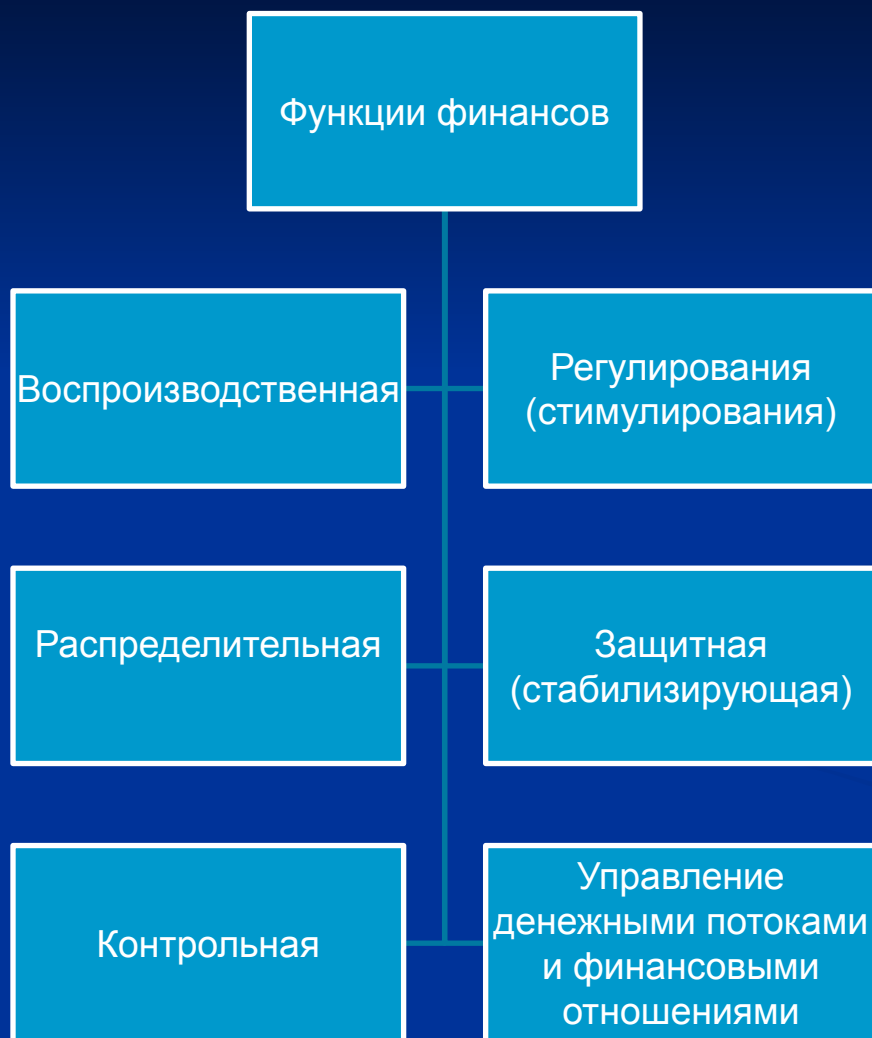 Функции финансов
Воспроизводственная
Регулирования
(стимулирования)
Распределительная
Защитная
(стабилизирующая)
Контрольная
Управление
денежными потоками
и финансовыми
отношениями